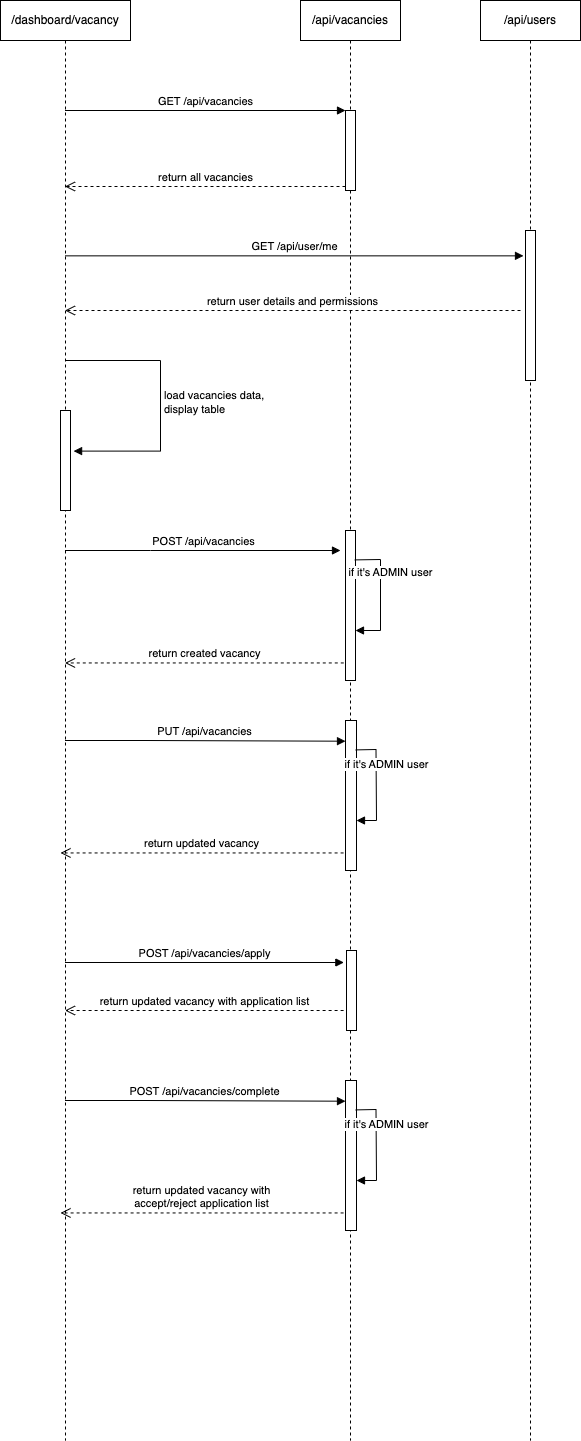 /dashboard/vacancy
/api/vacancies
/api/users
GET /api/vacancies
return all vacancies
GET /api/user/me
return user details and permissions
load vacancies data,
display table
POST /api/vacancies
if it's ADMIN user
return created vacancy
PUT /api/vacancies
if it's ADMIN user
return updated vacancy
POST /api/vacancies/apply
return updated vacancy with application list
POST /api/vacancies/complete
if it's ADMIN user
return updated vacancy with
accept/reject application list